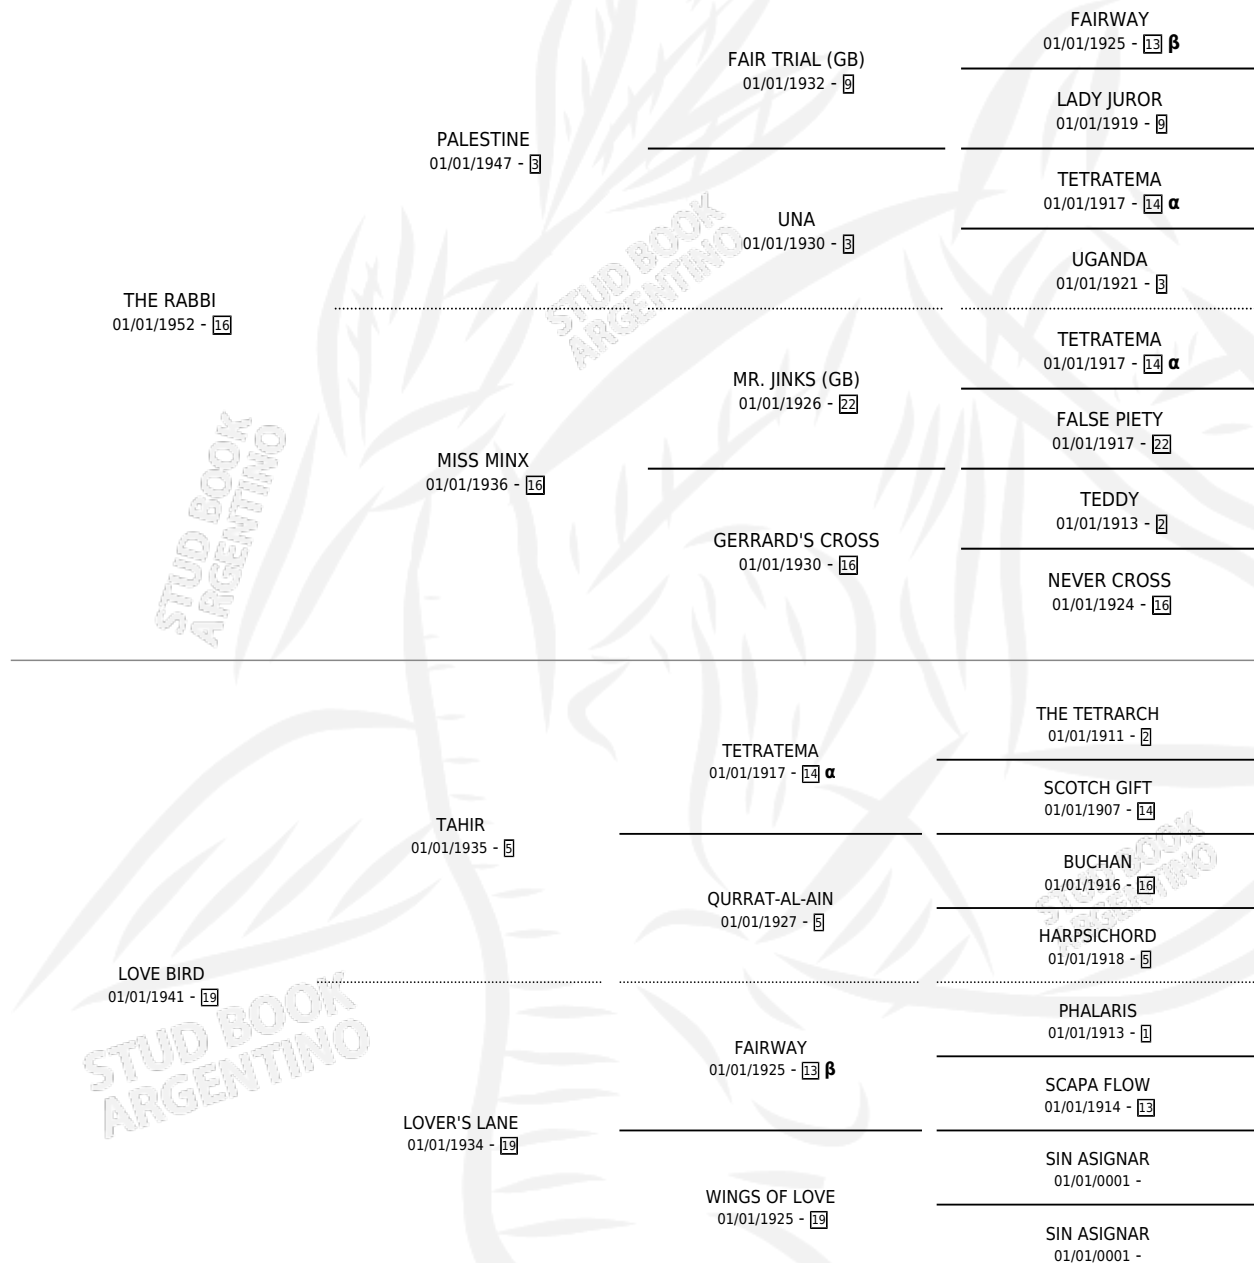 FAIRWAY
01/01/1925 - 13 β
FAIR TRIAL (GB)
01/01/1932 - 9
LADY JUROR
01/01/1919 - 9
PALESTINE
01/01/1947 - 3
TETRATEMA
01/01/1917 - 14 α
UNA
01/01/1930 - 3
UGANDA
01/01/1921 - 3
THE RABBI
01/01/1952 - 16
TETRATEMA
01/01/1917 - 14 α
MR. JINKS (GB)
01/01/1926 - 22
FALSE PIETY
01/01/1917 - 22
MISS MINX
01/01/1936 - 16
TEDDY
01/01/1913 - 2
GERRARD'S CROSS
01/01/1930 - 16
NEVER CROSS
01/01/1924 - 16
THE TETRARCH
01/01/1911 - 2
TETRATEMA
01/01/1917 - 14 α
SCOTCH GIFT
01/01/1907 - 14
TAHIR
01/01/1935 - 5
BUCHAN
01/01/1916 - 16
QURRAT-AL-AIN
01/01/1927 - 5
HARPSICHORD
01/01/1918 - 5
LOVE BIRD
01/01/1941 - 19
PHALARIS
01/01/1913 - 1
FAIRWAY
01/01/1925 - 13 β
SCAPA FLOW
01/01/1914 - 13
LOVER'S LANE
01/01/1934 - 19
SIN ASIGNAR
01/01/0001 -
WINGS OF LOVE
01/01/1925 - 19
SIN ASIGNAR
01/01/0001 -
STUD BOOK
ARGENTINO
STUD BOOK
ARGENTINO
STUD BOOK
ARGENTINO
STUD BOOK
ARGENTINO